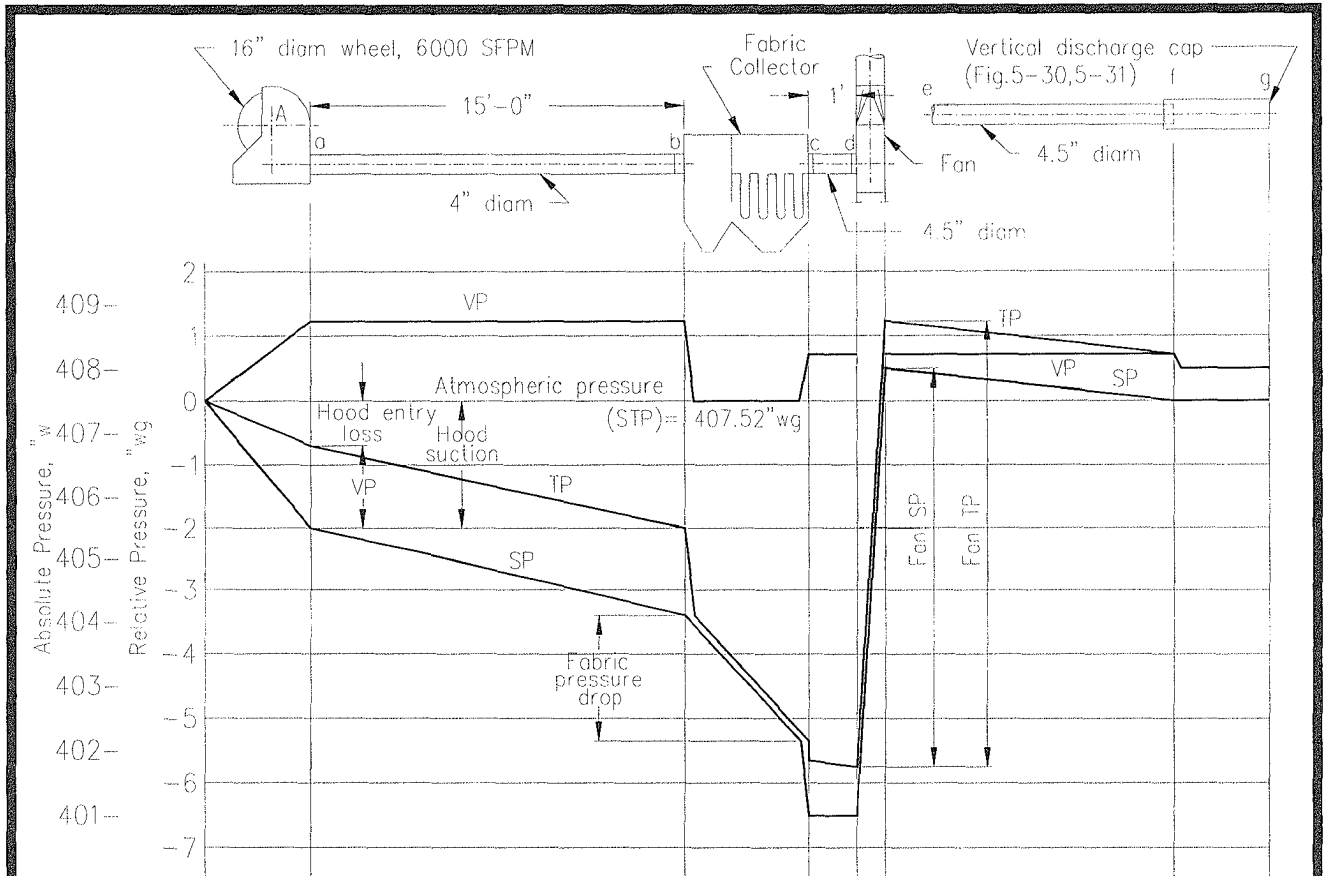 16” diam wheel, 6000 SFPM
Fabric
Collector
Vertical discharge cap
(Fig.5-30,5-31)
A
15’-0”
1’
a
b
c
d
e
f
g
4” diam
Fan
4.5” diam
4.5” diam
Absolute Pressure, ”w
409
408
407
406
405
404
403
402
401
Relative Pressure, ”wg
2
1
0
-1
-2
-3
-4
-5
-6
-7
VP
Atmospheric pressure
(STP)= 407.52”wg
Hood entry
loss
Hood
suction
VP
TP
SP
Fabric
pressure
drop
TP
VP
SP
Fan SP
Fan TP